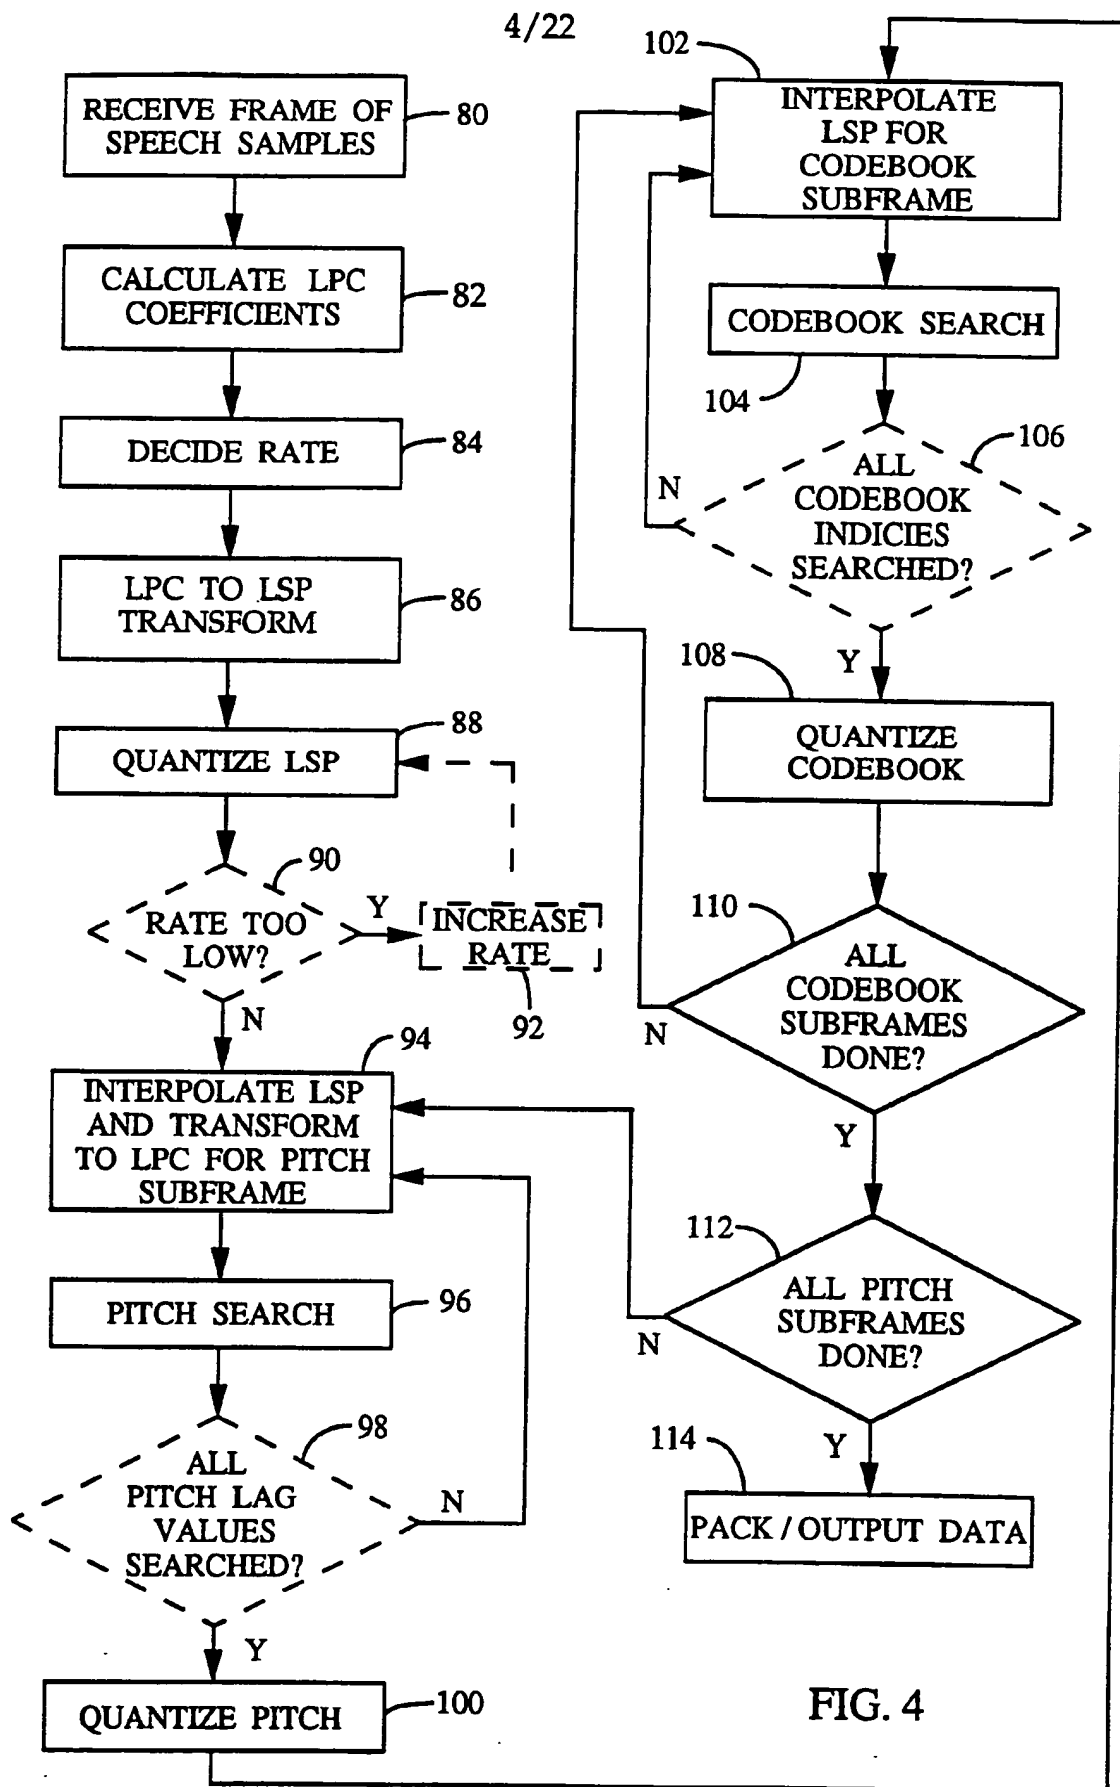 4/22
RECEIVE FRAME OF
SPEECH SAMPLES
80
CALCULATE LPC
COEFFICIENTS
82
DECIDE RATE
84
LPC TO LSP
TRANSFORM
86
QUANTIZE LSP
88
90
RATE TOO
LOW?
Y
INCREASE
RATE
92
N
94
INTERPOLATE LSP
AND TRANSFORM
TO LPC FOR PITCH
SUBFRAME
PITCH SEARCH
96
98
ALL
PITCH LAG
VALUES
SEARCHED?
N
Y
QUANTIZE PITCH
100
102
INTERPOLATE
LSP FOR
CODEBOOK
SUBFRAME
CODEBOOK SEARCH
104
106
ALL
CODEBOOK
INDICIES
SEARCHED?
N
Y
108
QUANTIZE
CODEBOOK
110
ALL
CODEBOOK
SUBFRAMES
DONE?
N
Y
112
ALL PITCH
SUBFRAMES
DONE?
N
Y
114
PACK / OUTPUT DATA
FIG. 4